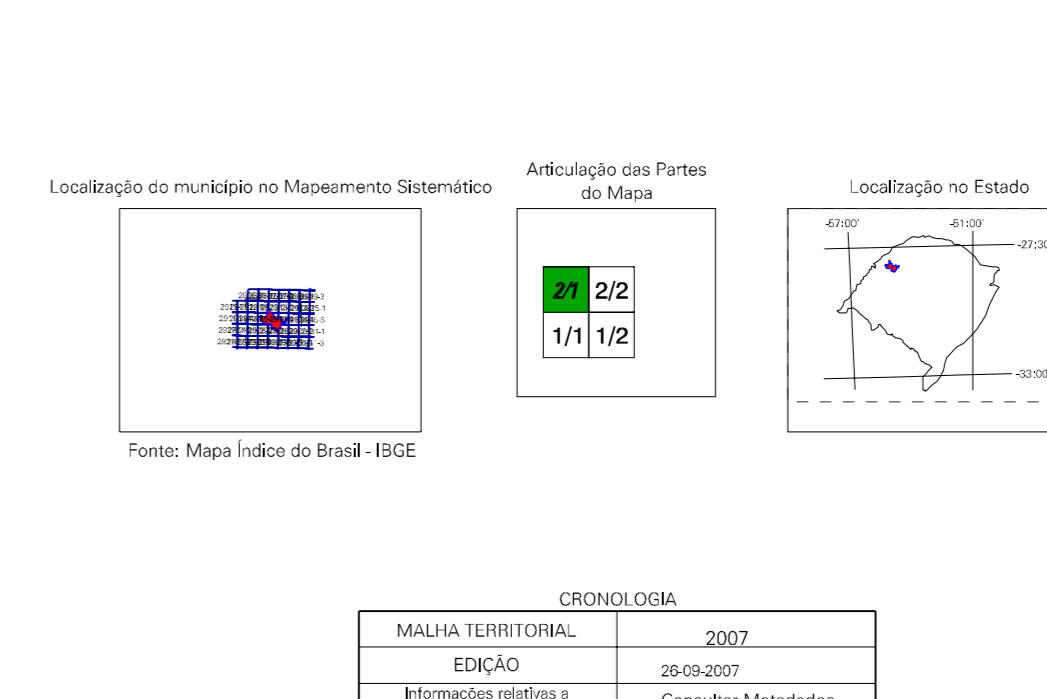 Localização do município no Mapeamento Sistemático
Articulação das Partes
do Mapa
Localização no Estado
-57:00'
-51:00'
-27:30
2/1 2/2
1/1 1/2
-33:00
Fonte: Mapa Índice do Brasil - IBGE
CRONOLOGIA
MALHA TERRITORIAL 2007
EDIÇÃO 26-09-2007
Informações relativas a
Consultar Metadados